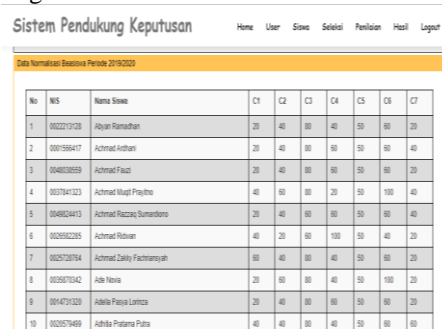 Sistem Pendukung Keputusan
Home User Siswa Seleksi Penilaian Hasil Logout
Data Normalisasi Beasiswa Periode 2019/2020
No NIS Nama Siswa C1 C2 C3 C4 C5 C6 C7
1 0022213128 Abyan Ramadhan 20 40 80 40 50 60 20
2 0001566417 Achmad Ardhani 20 40 80 60 50 60 40
3 Achmad Fauzi 20 40 80 60 50 60 20
4 0037841323 Achmad Muqit Prayitno 40 60 80 20 50 100 40
5 0049824413 Achmad Razzaq Sumardiono 20 40 60 60 50 60 40
6 0026582285 Achmad Ridwan 40 20 60 100 50 40 20
7 0025728764 Achmad Zakky Fachriansyah 60 40 80 40 50 60 20
8 0035870342 Ade Novia 20 60 80 40 50 100 20
9 0014731320 Adella Pasya 20 40 80 60 50 60 20
10 0020579499 Adhitia Pratama Putra 40 40 80 40 50 60 60